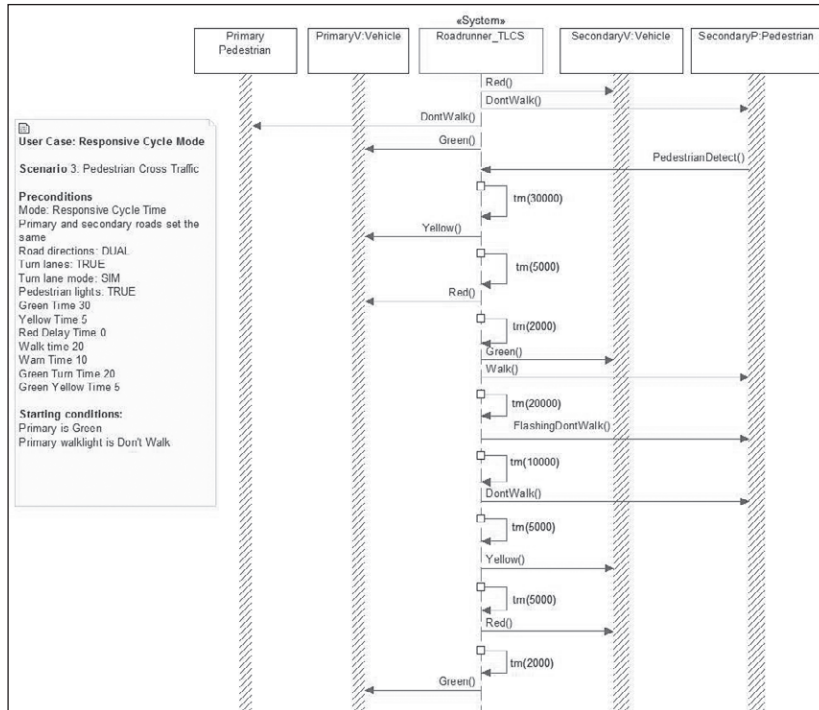 «System»
Primary
Pedestrian
PrimaryV:Vehicle
Roadrunner_TLCS
SecondaryV:Vehicle
SecondaryP:Pedestrian
Red()
DontWalk()
DontWalk()
Green()
PedestrianDetect()
tm(30000)
Yellow()
tm(5000)
Red()
tm(2000)
Green()
Walk()
tm(20000)
FlashingDontWalk()
tm(10000)
DontWalk()
tm(5000)
Yellow()
tm(5000)
Red()
tm(2000)
Green()
User Case: Responsive Cycle Mode
Scenario 3: Pedestrian Cross Traffic
Preconditions
Mode: Responsive Cycle Time
Primary and secondary roads set the
same
Road directions: DUAL
Turn lanes: TRUE
Turn lane mode: SIM
Pedestrian lights: TRUE
Green Time 30
Yellow Time 5
Red Delay Time 0
Walk time 20
Warn Time 10
Green Turn Time 20
Green Yellow Time 5
Starting conditions:
Primary is Green
Primary walklight is Don't Walk